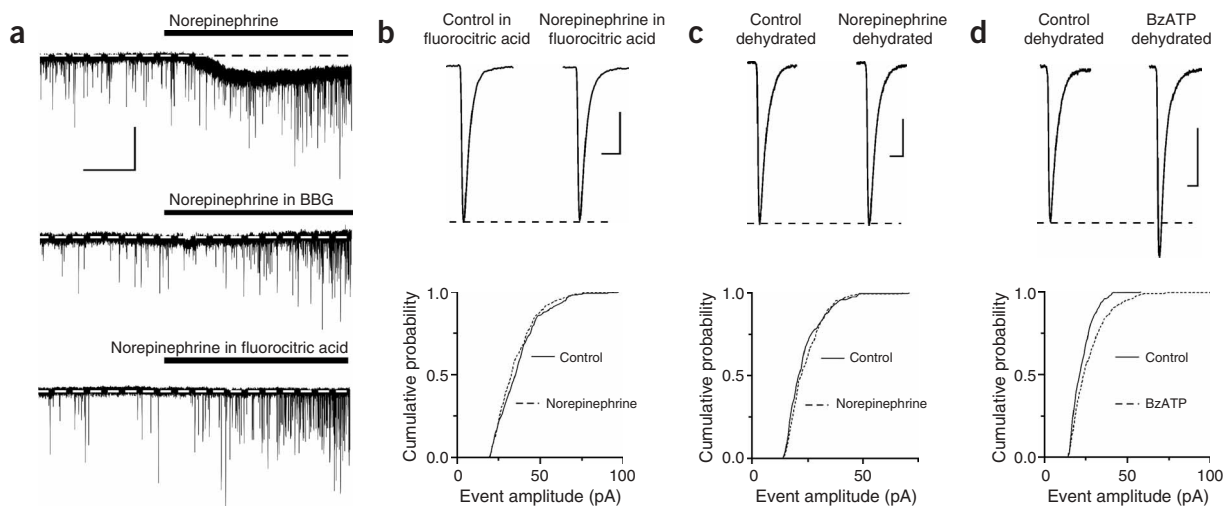 a
Norepinephrine
Norepinephrine in BBG
Norepinephrine in fluorocitric acid
b
Control in
fluorocitric acid
Norepinephrine in
fluorocitric acid
Cumulative probability
1.0
0.5
0.0
Control
Norepinephrine
0
50
100
Event amplitude (pA)
c
Control
dehydrated
Norepinephrine
dehydrated
Cumulative probability
1.0
0.5
0.0
Control
Norepinephrine
0
50
Event amplitude (pA)
d
Control
dehydrated
BzATP
dehydrated
Cumulative probability
1.0
0.5
0.0
Control
BzATP
0
50
100
Event amplitude (pA)